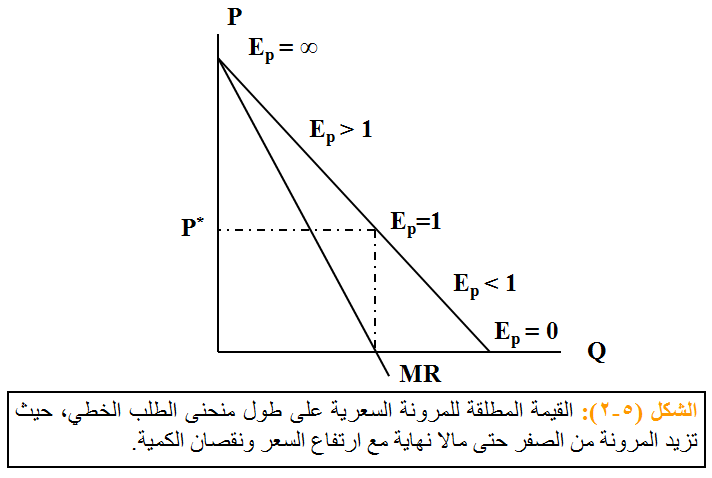 P
Eₚ = ∞
Eₚ > 1
P*
Eₚ=1
Eₚ < 1
Eₚ = 0
Q
MR
الشكل (٥-٢): القيمة المطلقة للمرونة السعرية على طول منحنى الطلب الخطي، حيث
تزيد المرونة من الصفر حتى مالا نهاية مع ارتفاع السعر ونقصان الكمية.